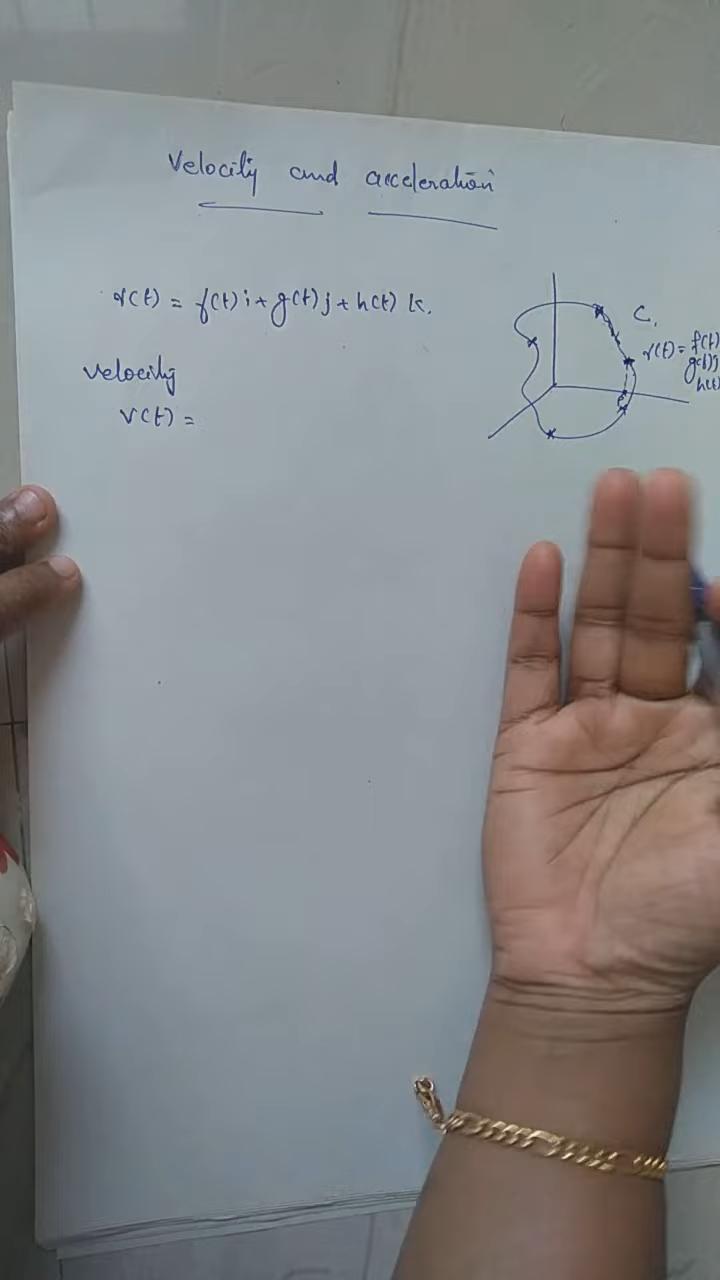 Velocity and acceleration
r(t) = f(t) i + g(t) j + h(t) k.
Velocity
V(t) =
C.
r(t) = f(t)
g(t) j
h(t)